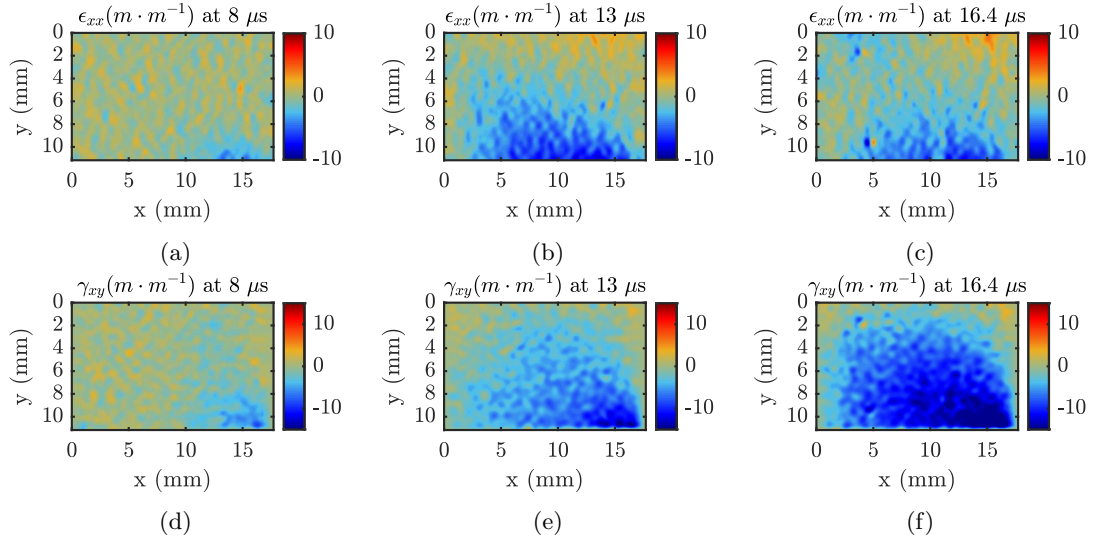 ϵxx(m · m⁻¹) at 8 μs
ϵxx(m · m⁻¹) at 13 μs
ϵxx(m · m⁻¹) at 16.4 μs
0 2 4 6 8 10
y (mm)
0 5 10 15
x (mm)
10 0 -10
(a)
0 2 4 6 8 10
y (mm)
0 5 10 15
x (mm)
10 0 -10
(b)
0 2 4 6 8 10
y (mm)
0 5 10 15
x (mm)
10 0 -10
(c)
γxy(m · m⁻¹) at 8 μs
γxy(m · m⁻¹) at 13 μs
γxy(m · m⁻¹) at 16.4 μs
0 2 4 6 8 10
y (mm)
0 5 10 15
x (mm)
10 0 -10
(d)
0 2 4 6 8 10
y (mm)
0 5 10 15
x (mm)
10 0 -10
(e)
0 2 4 6 8 10
y (mm)
0 5 10 15
x (mm)
10 0 -10
(f)